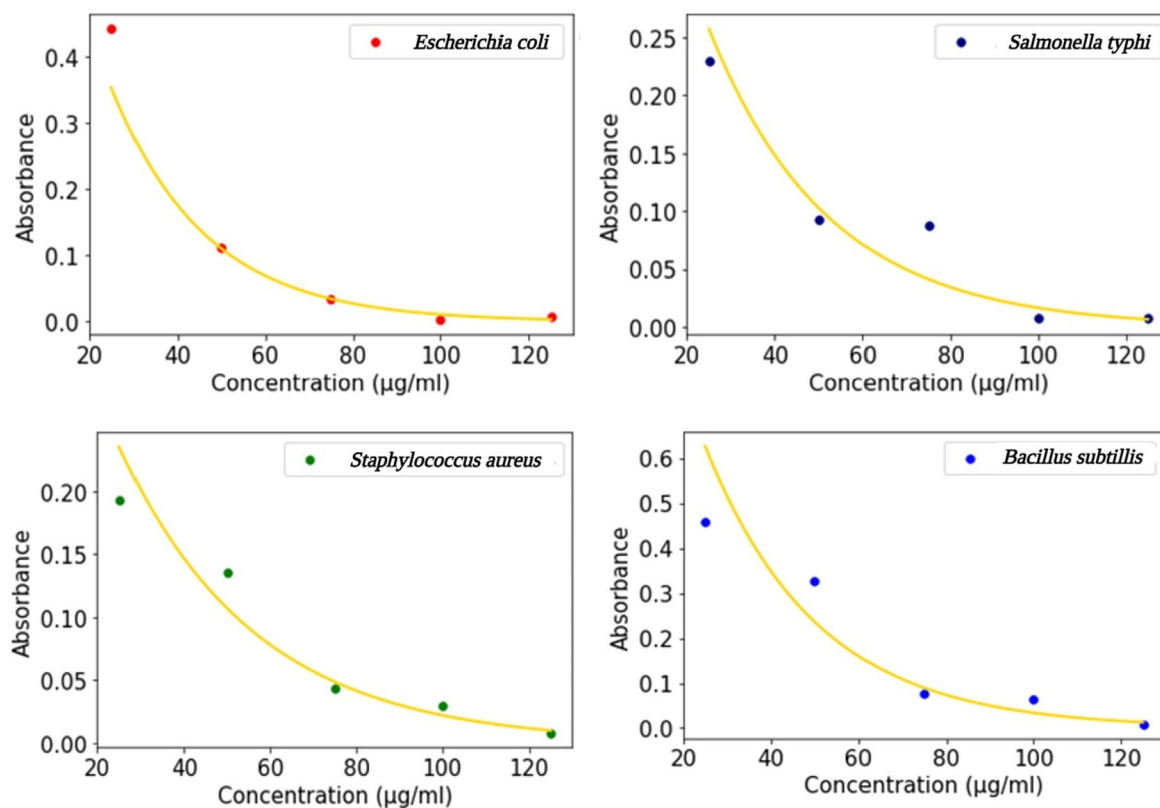 Escherichia coli
0.4
0.3
0.2
0.1
0.0
Absorbance
20 40 60 80 100 120
Concentration (µg/ml)
Salmonella typhi
0.25
0.20
0.15
0.10
0.05
0.00
Absorbance
20 40 60 80 100 120
Concentration (µg/ml)
Staphylococcus aureus
0.20
0.15
0.10
0.05
0.00
Absorbance
20 40 60 80 100 120
Concentration (µg/ml)
Bacillus subtillis
0.6
0.5
0.4
0.3
0.2
0.1
0.0
Absorbance
20 40 60 80 100 120
Concentration (µg/ml)